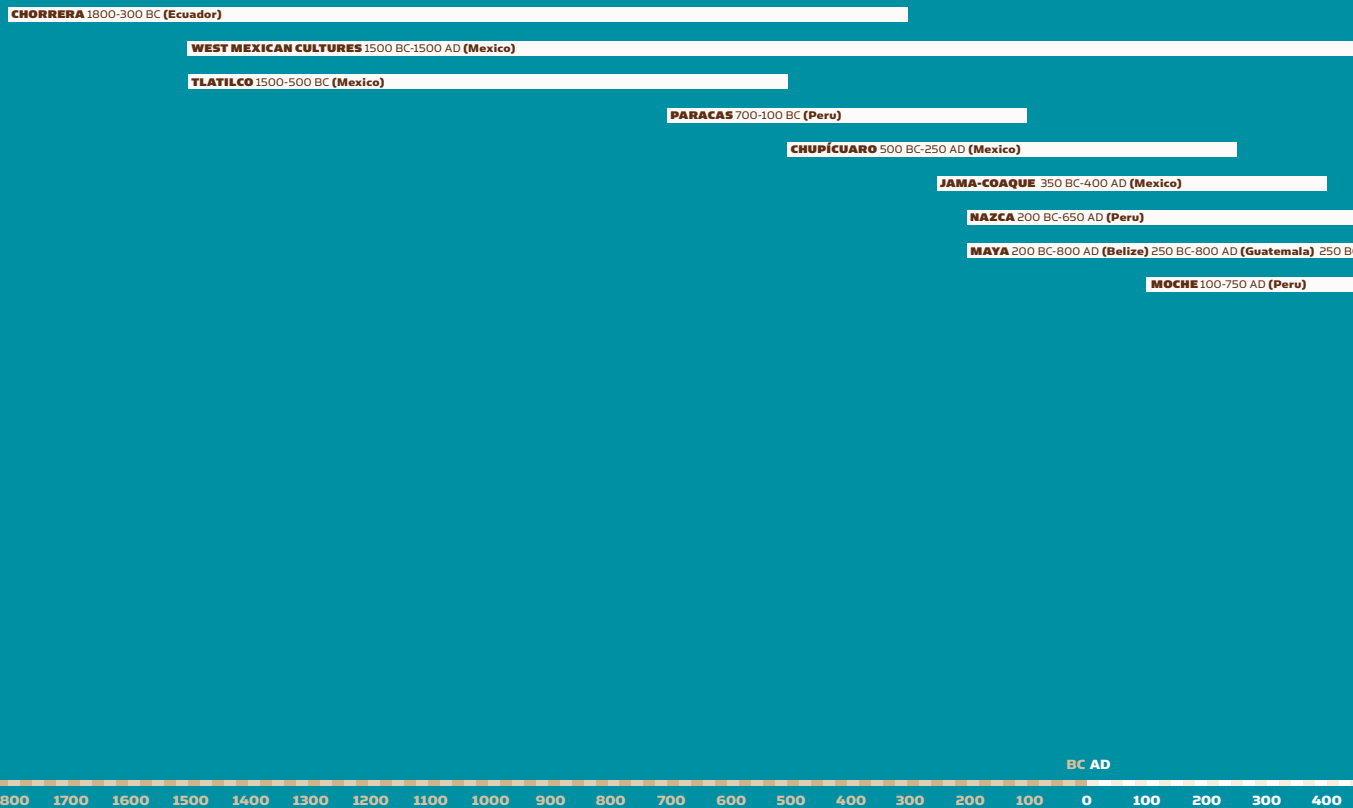 CHORRERA 1800-300 BC (Ecuador)
WEST MEXICAN CULTURES 1500 BC-1500 AD (Mexico)
TLATILCO 1500-500 BC (Mexico)
PARACAS 700-100 BC (Peru)
CHUPÍCUARO 500 BC-250 AD (Mexico)
JAMA-COAQUE 350 BC-400 AD (Mexico)
NAZCA 200 BC-650 AD (Peru)
MAYA 200 BC-800 AD (Belize) 250 BC-800 AD (Guatemala) 250 B
MOCHE 100-750 AD (Peru)
BC AD
800 1700 1600 1500 1400 1300 1200 1100 1000 900 800 700 600 500 400 300 200 100 0 100 200 300 400